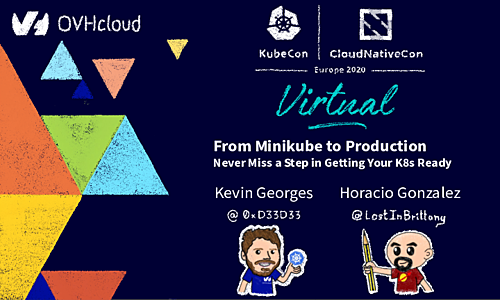 OVHcloud
KubeCon
CloudNativeCon
Europe 2020
Virtual
From Minikube to Production
Never Miss a Step in Getting Your K8s Ready
Kevin Georges
Horacio Gonzalez
@0xD33D33
@LostInBrittany